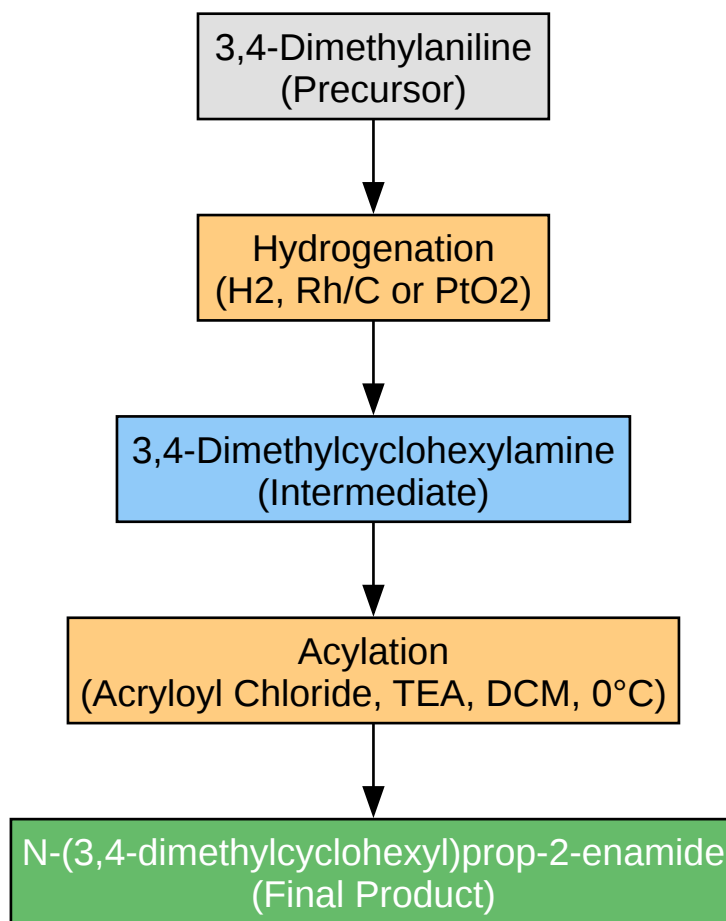 3,4-Dimethylaniline
(Precursor)
Hydrogenation
(H2, Rh/C or PtO2)
3,4-Dimethylcyclohexylamine
(Intermediate)
Acylation
(Acryloyl Chloride, TEA, DCM, 0°C)
N-(3,4-dimethylcyclohexyl)prop-2-enamide
(Final Product)